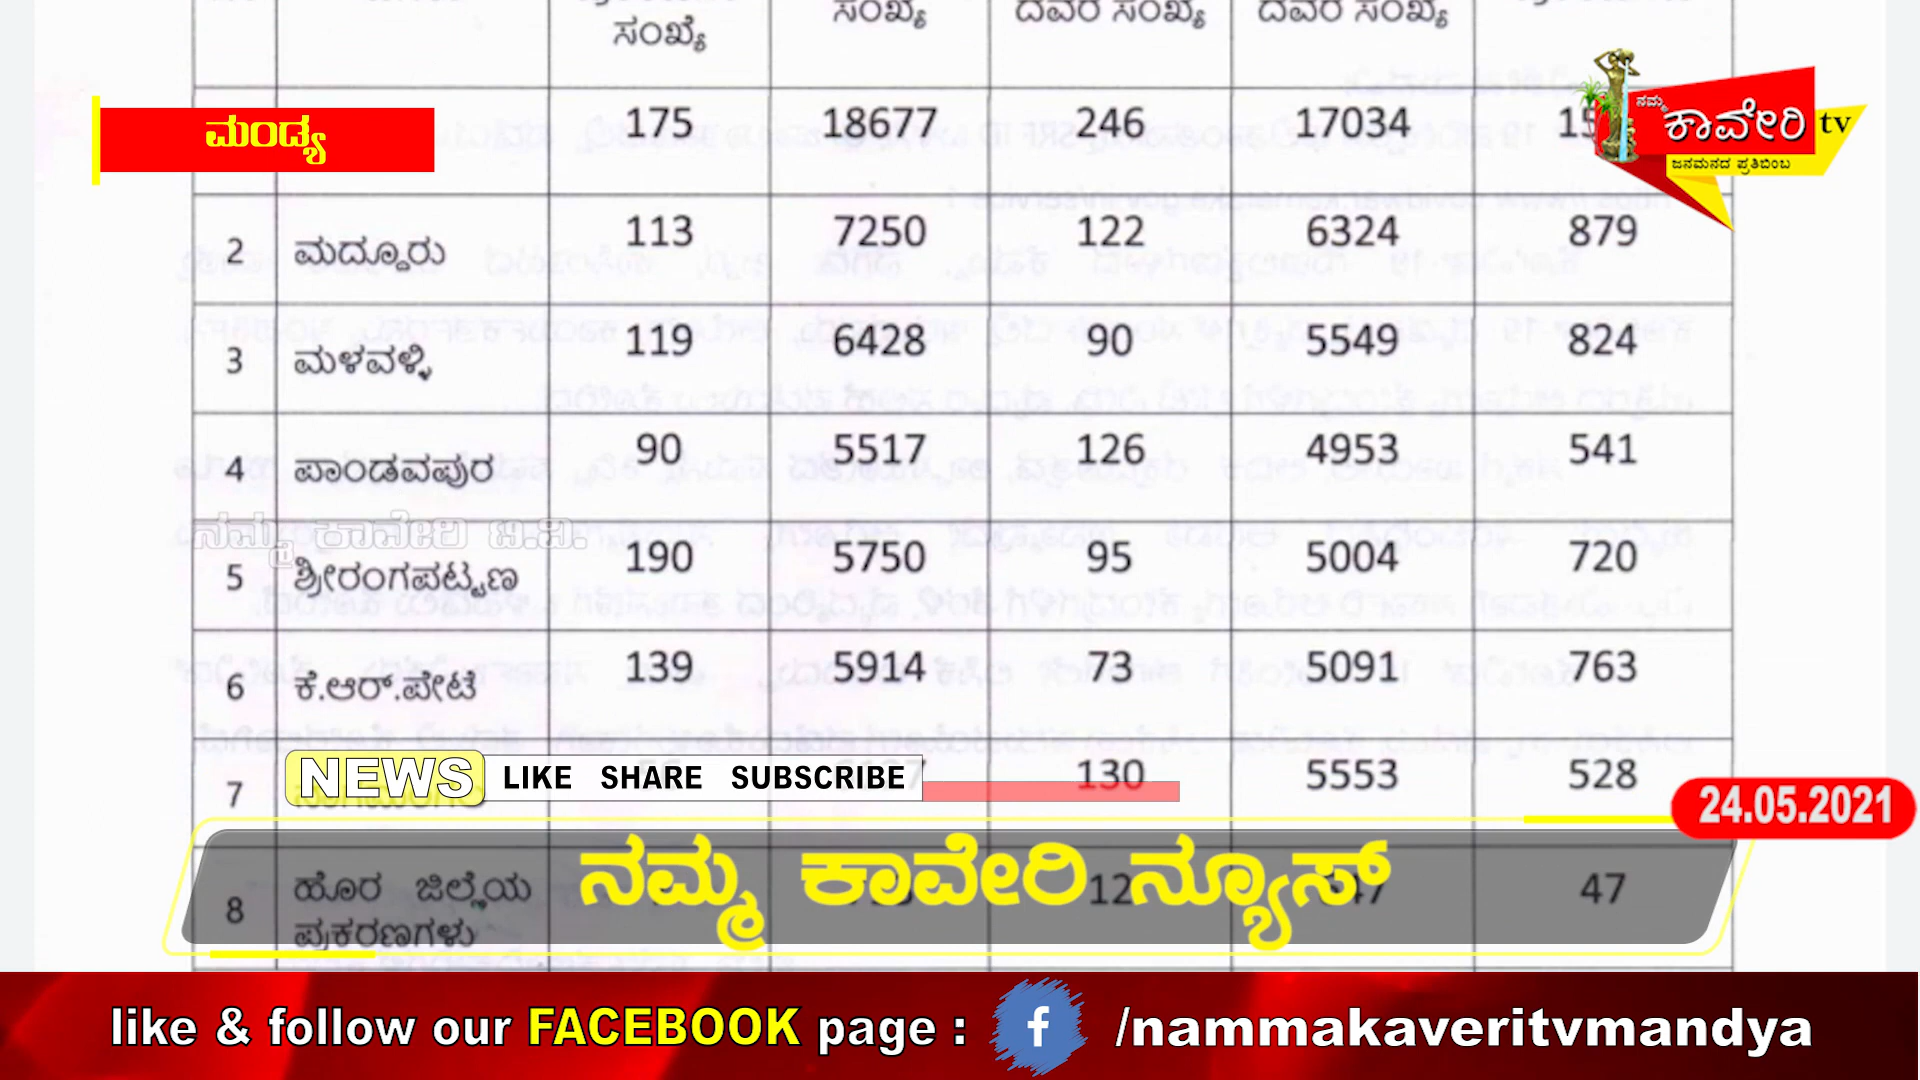 ಸಂಖ್ಯೆ ಸಂಖ್ಯೆ ದವರ ಸಂಖ್ಯೆ ದವರ ಸಂಖ್ಯೆ
ಮಂಡ್ಯ 175 18677 246 17034
ನಮ್ಮ
ಕಾವೇರಿ tv
ಜನಮನದ ಪ್ರತಿಬಿಂಬ
2 ಮದ್ದೂರು 113 7250 122 6324 879
3 ಮಳವಳ್ಳಿ 119 6428 90 5549 824
4 ಪಾಂಡವಪುರ 90 5517 126 4953 541
ನಮ್ಮ ಕಾವೇರಿ ಟಿ.ವಿ.
5 ಶ್ರೀರಂಗಪಟ್ಟಣ 190 5750 95 5004 720
6 ಕೆ.ಆರ್.ಪೇಟೆ 139 5914 73 5091 763
7 130 5553 528
NEWS LIKE SHARE SUBSCRIBE
24.05.2021
8 ಹೊರ ಜಿಲ್ಲೆಯ ಪ್ರಕರಣಗಳು 12 47
ನಮ್ಮ ಕಾವೇರಿ ನ್ಯೂಸ್
like & follow our FACEBOOK page : f /nammakaveritvmandya